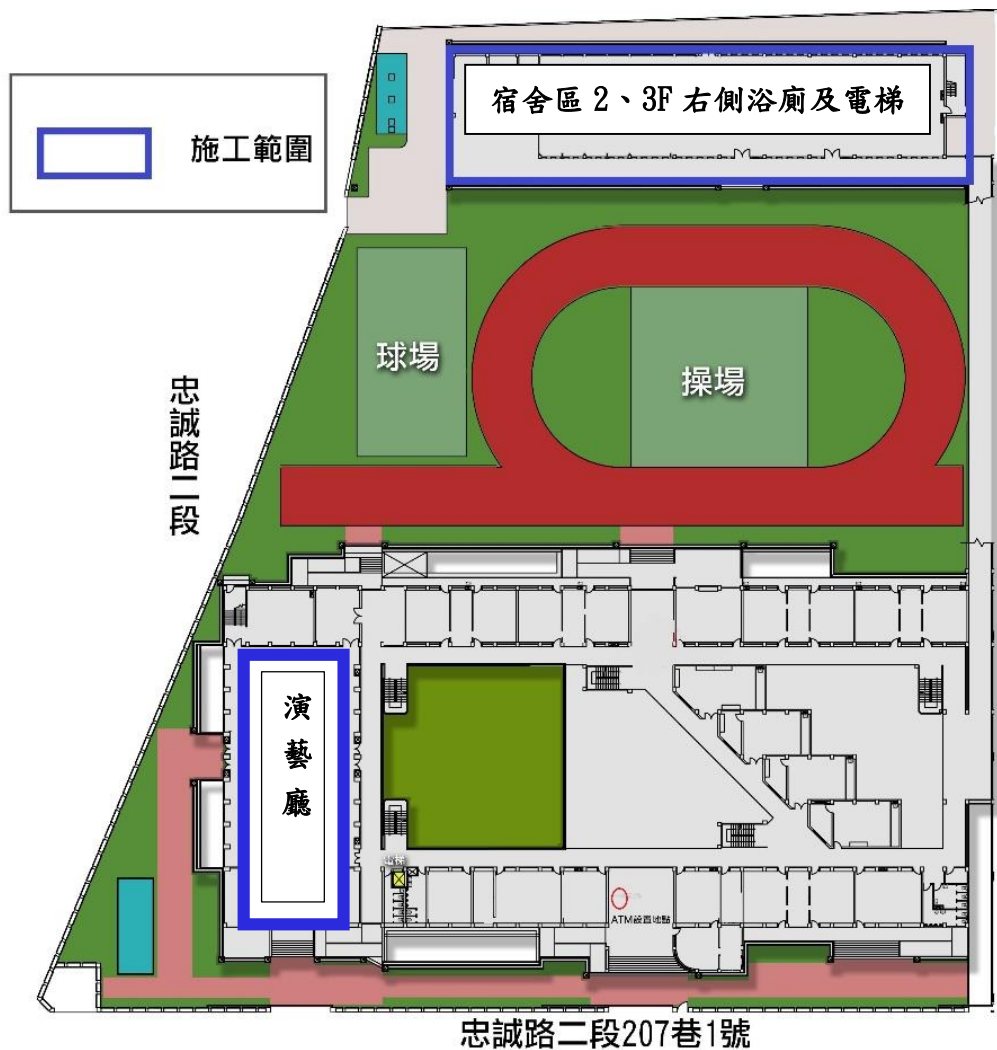 宿舍區 2、3F 右側浴廁及電梯
施工範圍
球場
操場
忠誠路二段
演藝廳
電梯
ATM設置地點
忠誠路二段207巷1號